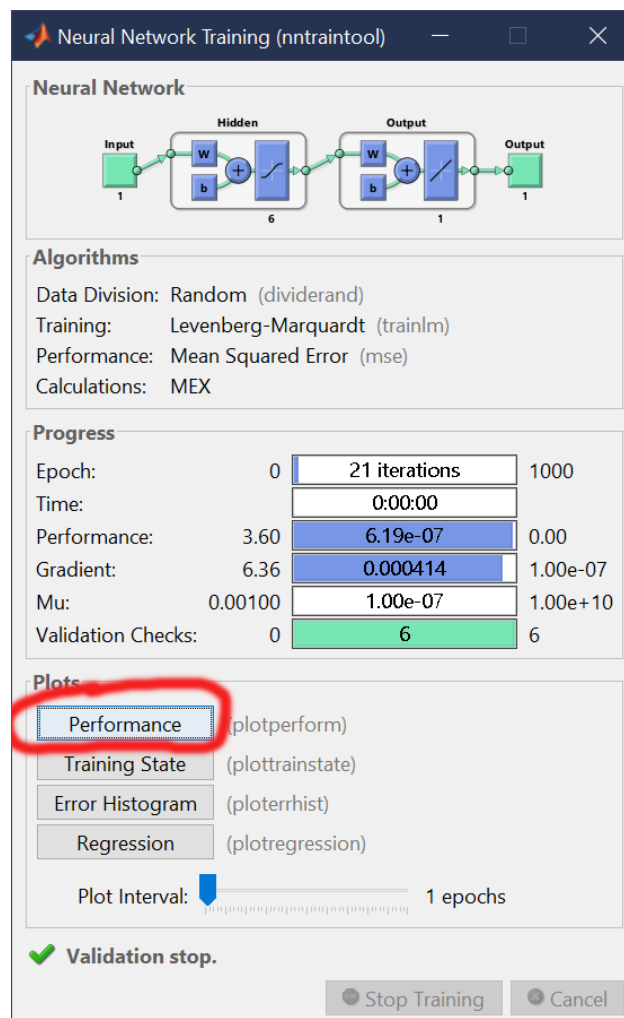 Neural Network Training (nntraintool)
Neural Network
Hidden Output
Input Output
W W
b b
1 6 1 1
Algorithms
Data Division: Random (dividerand)
Training: Levenberg-Marquardt (trainlm)
Performance: Mean Squared Error (mse)
Calculations: MEX
Progress
Epoch: 0 21 iterations 1000
Time: 0:00:00
Performance: 3.60 6.19e-07 0.00
Gradient: 6.36 0.000414 1.00e-07
Mu: 0.00100 1.00e-07 1.00e+10
Validation Checks: 0 6 6
Plots
Performance (plotperform)
Training State (plottrainstate)
Error Histogram (ploterrhist)
Regression (plotregression)
Plot Interval: 1 epochs
Validation stop.
Stop Training Cancel